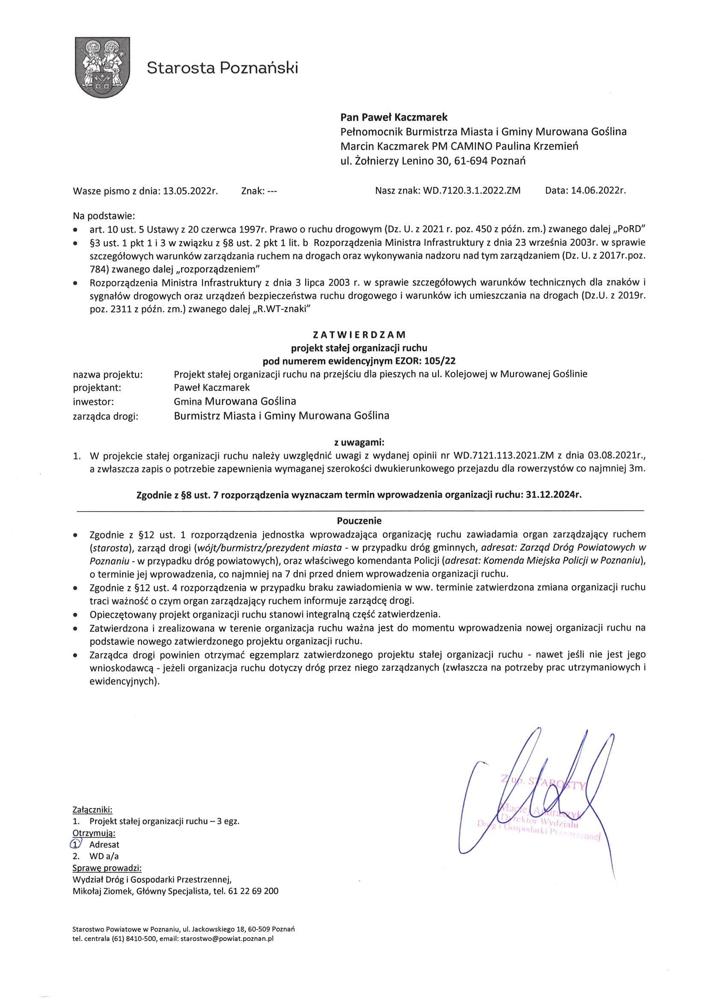 Starosta Poznański
Pan Paweł Kaczmarek
Pełnomocnik Burmistrza Miasta i Gminy Murowana Goślina
Marcin Kaczmarek PM CAMINO Paulina Krzemień
ul. Żołnierzy Lenino 30, 61-694 Poznań
Wasze pismo z dnia: 13.05.2022r. Znak: --- Nasz znak: WD.7120.3.1.2022.ZM Data: 14.06.2022r.
Na podstawie:
• art. 10 ust. 5 Ustawy z 20 czerwca 1997r. Prawo o ruchu drogowym (Dz. U. z 2021 r. poz. 450 z późn. zm.) zwanego dalej „PoRD”
• §3 ust. 1 pkt 1 i 3 w związku z §8 ust. 2 pkt 1 lit. b Rozporządzenia Ministra Infrastruktury z dnia 23 września 2003r. w sprawie
szczegółowych warunków zarządzania ruchem na drogach oraz wykonywania nadzoru nad tym zarządzaniem (Dz. U. z 2017r.poz.
784) zwanego dalej „rozporządzeniem”
• Rozporządzenia Ministra Infrastruktury z dnia 3 lipca 2003 r. w sprawie szczegółowych warunków technicznych dla znaków i
sygnałów drogowych oraz urządzeń bezpieczeństwa ruchu drogowego i warunków ich umieszczania na drogach (Dz.U. z 2019r.
poz. 2311 z późn. zm.) zwanego dalej „R.WT-znaki”
Z A T W I E R D Z A M
projekt stałej organizacji ruchu
pod numerem ewidencyjnym EZOR: 105/22
nazwa projektu: Projekt stałej organizacji ruchu na przejściu dla pieszych na ul. Kolejowej w Murowanej Goślinie
projektant: Paweł Kaczmarek
inwestor: Gmina Murowana Goślina
zarządca drogi: Burmistrz Miasta i Gminy Murowana Goślina
z uwagami:
1. W projekcie stałej organizacji ruchu należy uwzględnić uwagi z wydanej opinii nr WD.7121.113.2021.ZM z dnia 03.08.2021r.,
a zwłaszcza zapis o potrzebie zapewnienia wymaganej szerokości dwukierunkowego przejazdu dla rowerzystów co najmniej 3m.
Zgodnie z §8 ust. 7 rozporządzenia wyznaczam termin wprowadzenia organizacji ruchu: 31.12.2024r.
Pouczenie
• Zgodnie z §12 ust. 1 rozporządzenia jednostka wprowadzająca organizację ruchu zawiadamia organ zarządzający ruchem
(starosta), zarząd drogi (wójt/burmistrz/prezydent miasta - w przypadku dróg gminnych, adresat: Zarząd Dróg Powiatowych w
Poznaniu - w przypadku dróg powiatowych), oraz właściwego komendanta Policji (adresat: Komenda Miejska Policji w Poznaniu),
o terminie jej wprowadzenia, co najmniej na 7 dni przed dniem wprowadzenia organizacji ruchu.
• Zgodnie z §12 ust. 4 rozporządzenia w przypadku braku zawiadomienia w ww. terminie zatwierdzona zmiana organizacji ruchu
traci ważność o czym organ zarządzający ruchem informuje zarządcę drogi.
• Opieczętowany projekt organizacji ruchu stanowi integralną część zatwierdzenia.
• Zatwierdzona i zrealizowana w terenie organizacja ruchu ważna jest do momentu wprowadzenia nowej organizacji ruchu na
podstawie nowego zatwierdzonego projektu organizacji ruchu.
• Zarządca drogi powinien otrzymać egzemplarz zatwierdzonego projektu stałej organizacji ruchu - nawet jeśli nie jest jego
wnioskodawcą - jeżeli organizacja ruchu dotyczy dróg przez niego zarządzanych (zwłaszcza na potrzeby prac utrzymaniowych i
ewidencyjnych).
Z up. STAROSTY
Maciej Andraszyk
Dyrektor Wydziału
Dróg i Gospodarki Przestrzennej
Załączniki:
1. Projekt stałej organizacji ruchu – 3 egz.
Otrzymują:
1. Adresat
2. WD a/a
Sprawę prowadzi:
Wydział Dróg i Gospodarki Przestrzennej,
Mikołaj Ziomek, Główny Specjalista, tel. 61 22 69 200
Starostwo Powiatowe w Poznaniu, ul. Jackowskiego 18, 60-509 Poznań
tel. centrala (61) 8410-500, email: starostwo@powiat.poznan.pl